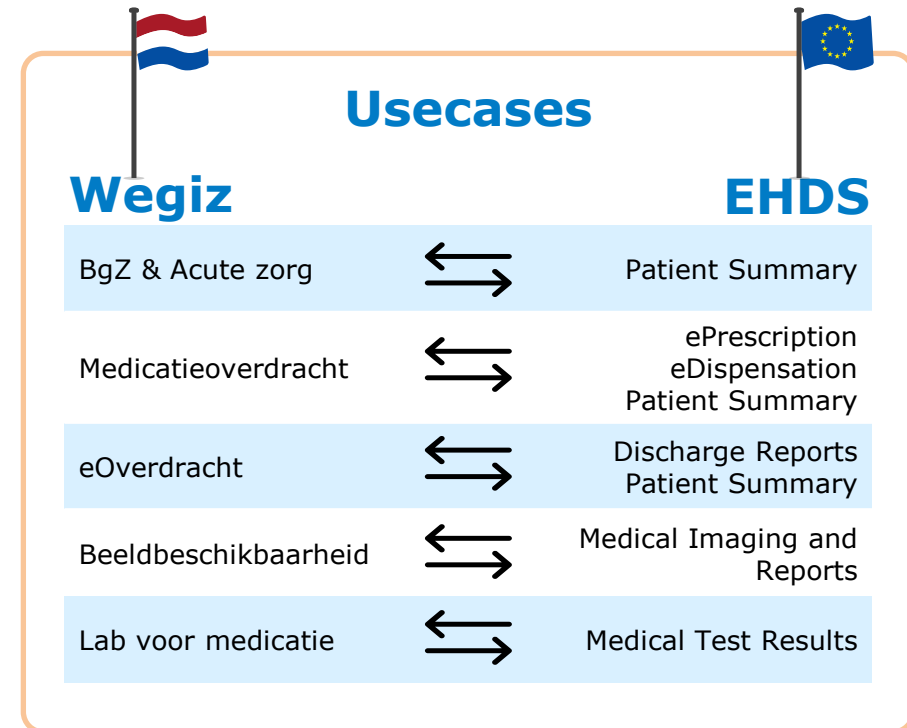 Usecases
Wegiz
EHDS
BgZ & Acute zorg
Patient Summary
Medicatieoverdracht
ePrescription
eDispensation
Patient Summary
eOverdracht
Discharge Reports
Patient Summary
Beeldbeschikbaarheid
Medical Imaging and
Reports
Lab voor medicatie
Medical Test Results